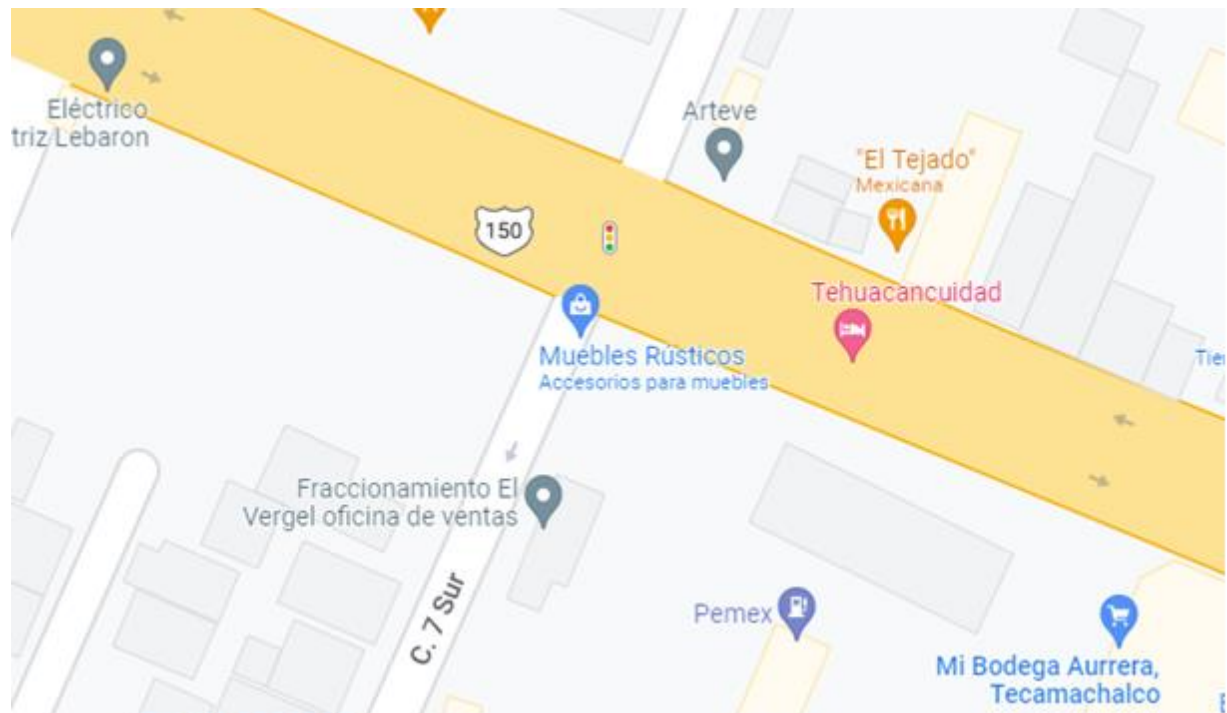 Eléctrico
triz Lebaron
Arteve
"El Tejado"
Mexicana
150
Tehuacancuidad
Muebles Rústicos
Accesorios para muebles
Tie
Fraccionamiento El
Vergel oficina de ventas
C. 7 Sur
Pemex
Mi Bodega Aurrera,
Tecamachalco